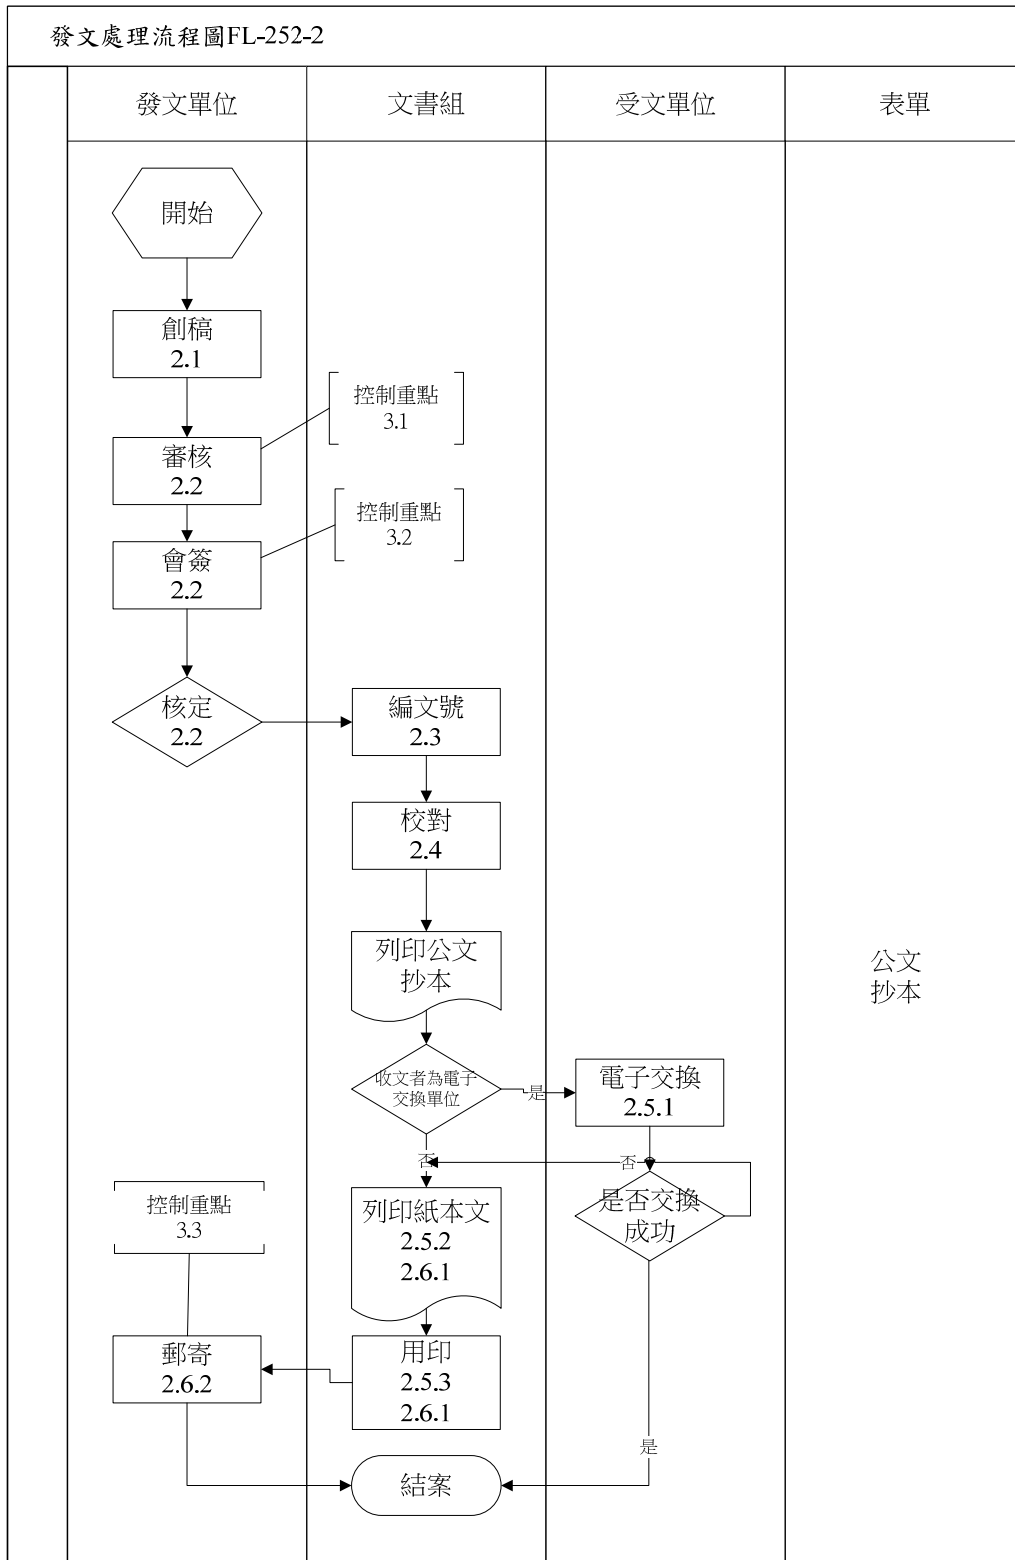 發文處理流程圖FL-252-2
發文單位
文書組
受文單位
表單
開始
創稿
2.1
控制重點
3.1
審核
2.2
控制重點
3.2
會簽
2.2
核定
2.2
編文號
2.3
校對
2.4
列印公文
抄本
公文
抄本
收文者為電子
交換單位
是
電子交換
2.5.1
否
否
是否交換
成功
控制重點
3.3
列印紙本文
2.5.2
2.6.1
郵寄
2.6.2
用印
2.5.3
2.6.1
是
結案